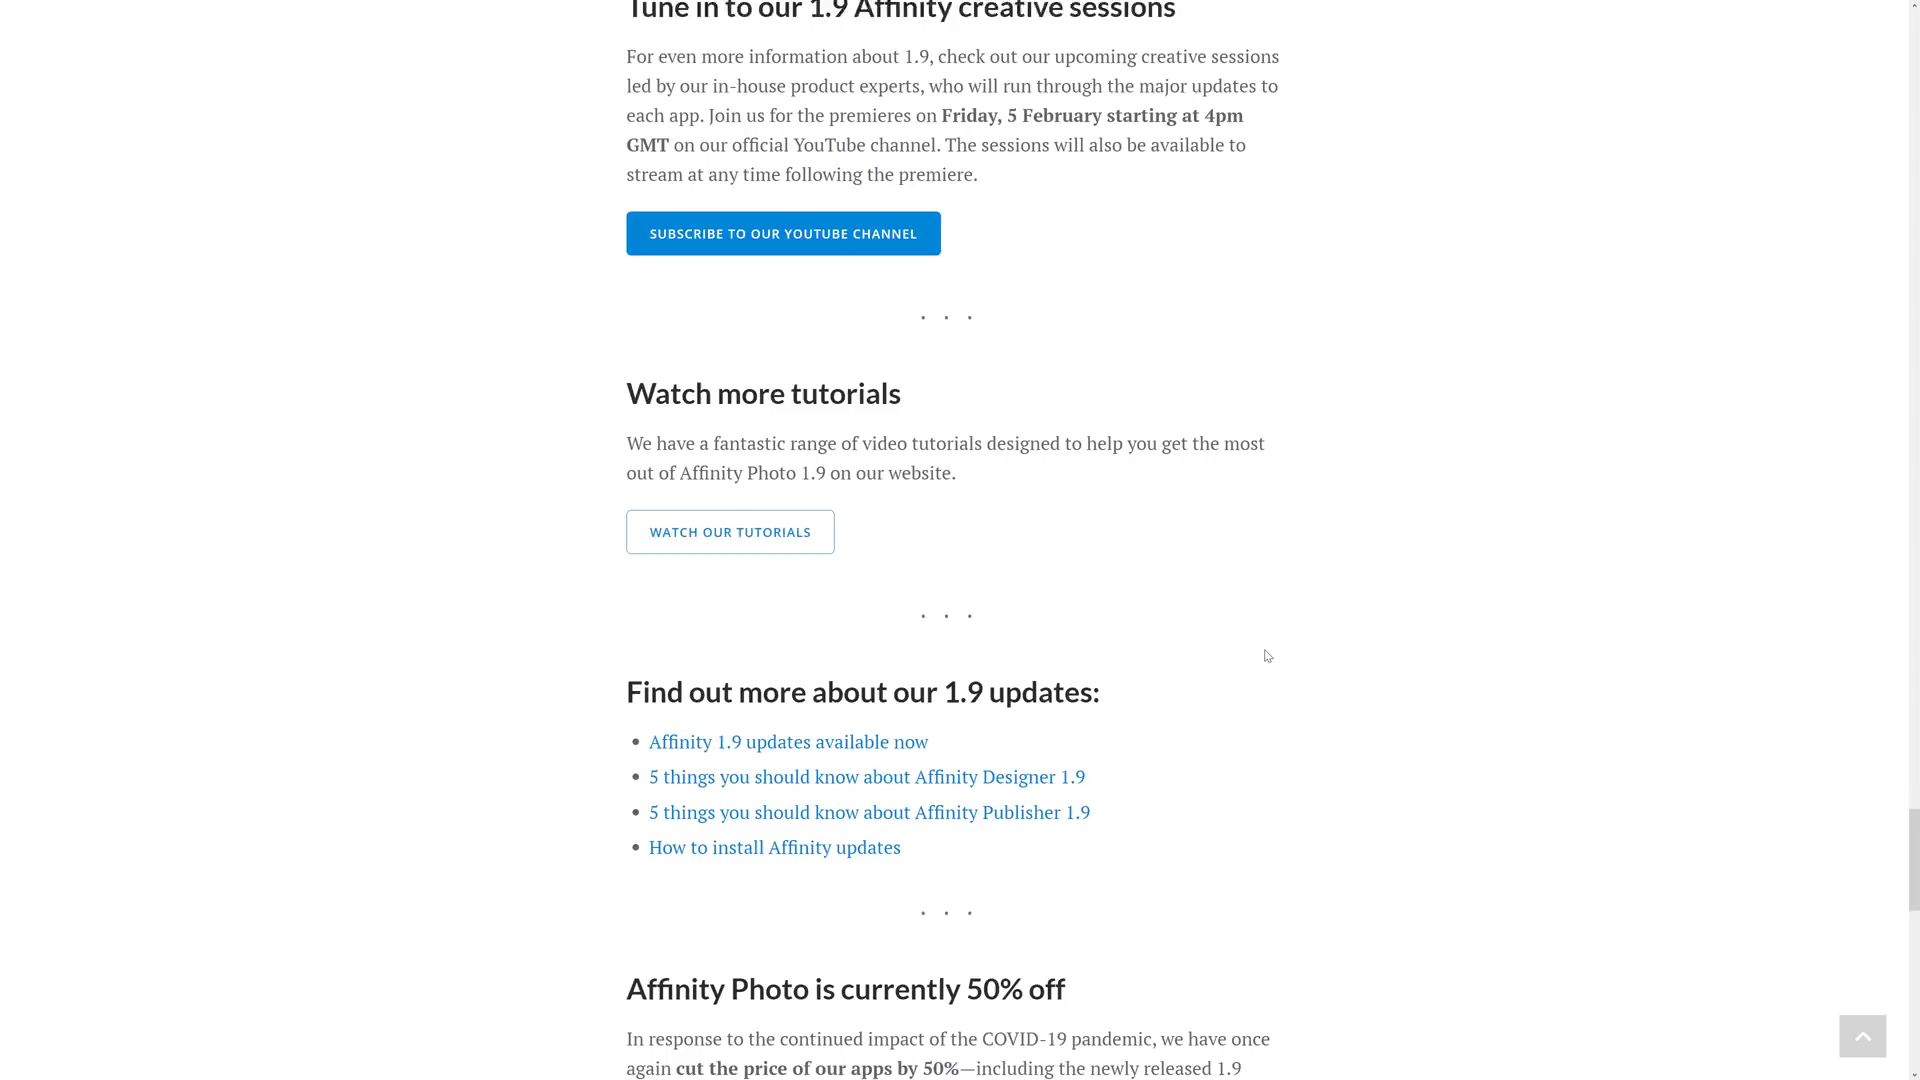 Tune in to our 1.9 Affinity creative sessions
For even more information about 1.9, check out our upcoming creative sessions
led by our in-house product experts, who will run through the major updates to
each app. Join us for the premieres on Friday, 5 February starting at 4pm
GMT on our official YouTube channel. The sessions will also be available to
stream at any time following the premiere.
SUBSCRIBE TO OUR YOUTUBE CHANNEL
. . .
Watch more tutorials
We have a fantastic range of video tutorials designed to help you get the most
out of Affinity Photo 1.9 on our website.
WATCH OUR TUTORIALS
. . .
Find out more about our 1.9 updates:
• Affinity 1.9 updates available now
• 5 things you should know about Affinity Designer 1.9
• 5 things you should know about Affinity Publisher 1.9
• How to install Affinity updates
. . .
Affinity Photo is currently 50% off
In response to the continued impact of the COVID-19 pandemic, we have once
again cut the price of our apps by 50%—including the newly released 1.9